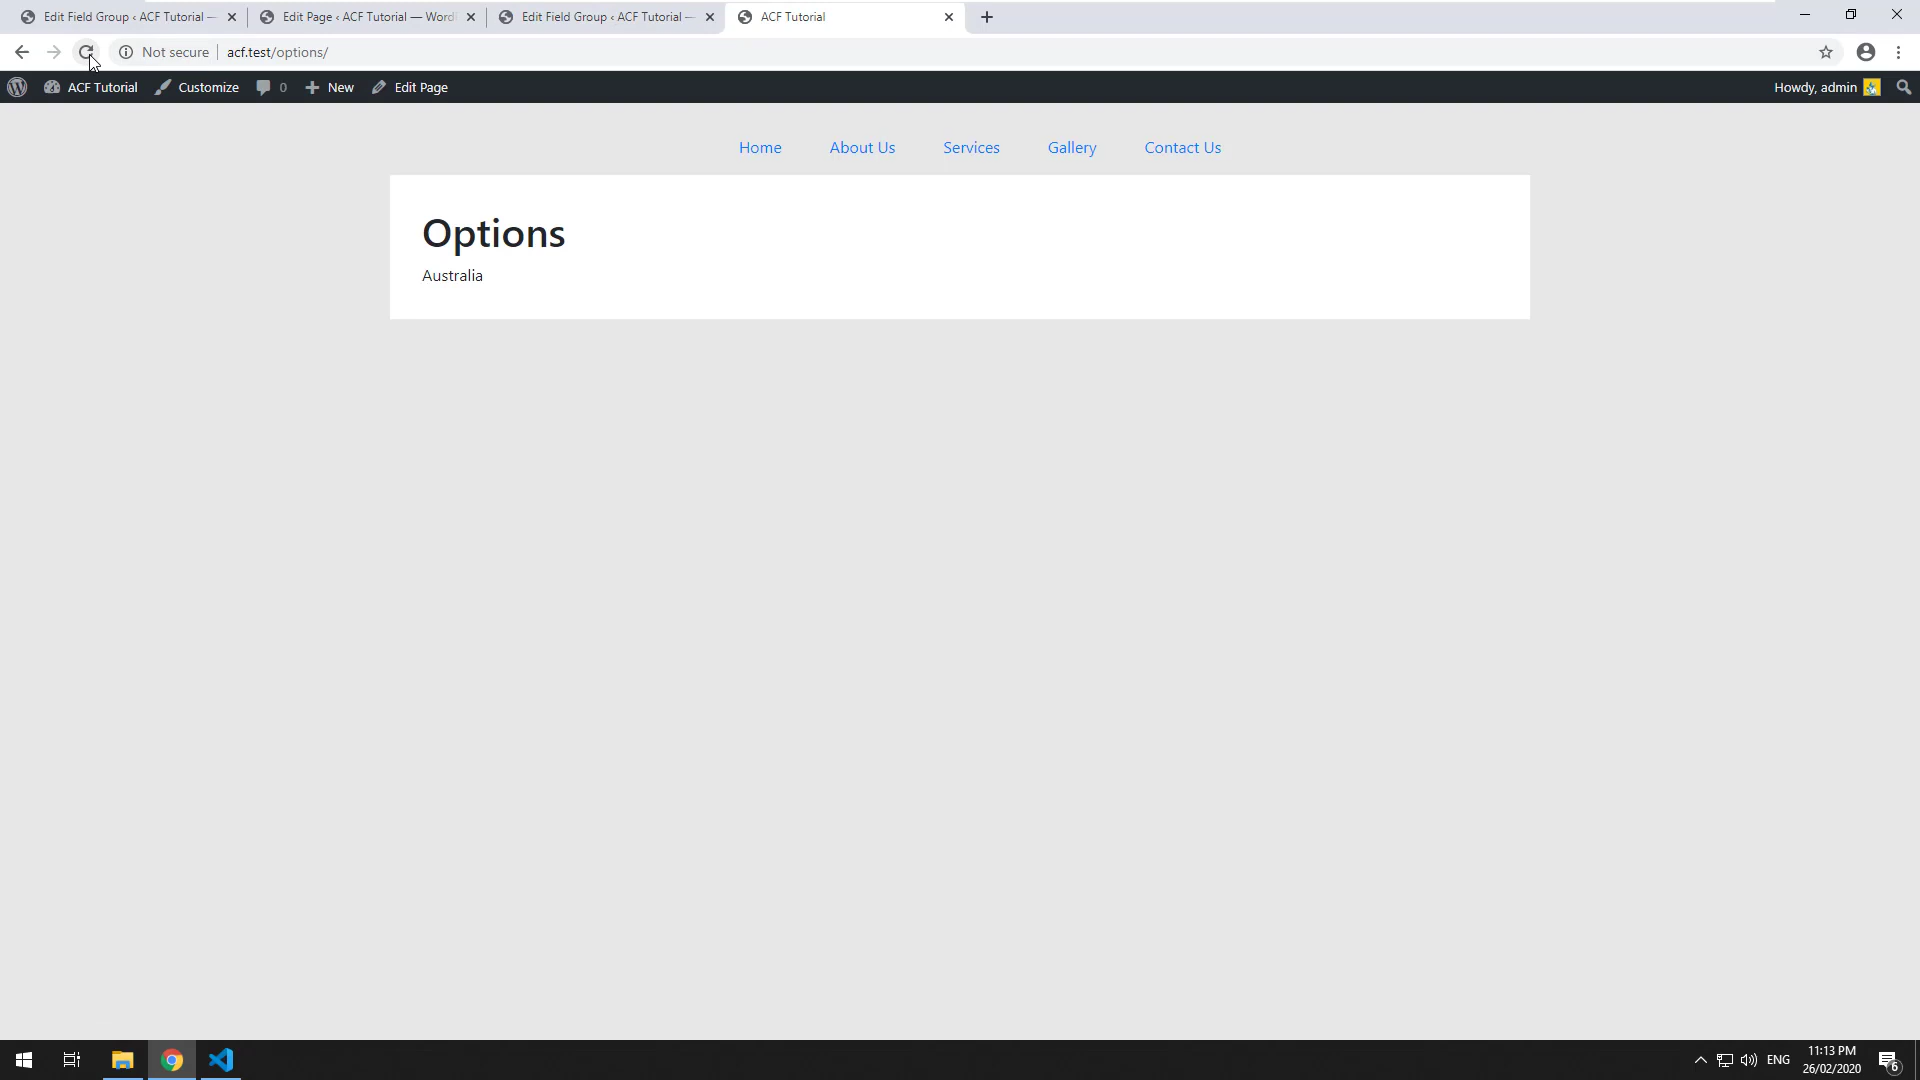 Edit Field Group ‹ ACF Tutorial —
Edit Page ‹ ACF Tutorial — Word
Edit Field Group ‹ ACF Tutorial —
ACF Tutorial
Not secure
acf.test/options/
ACF Tutorial
Customize
0
New
Edit Page
Howdy, admin
Home
About Us
Services
Gallery
Contact Us
Options
Australia
ENG
11:13 PM
26/02/2020
6